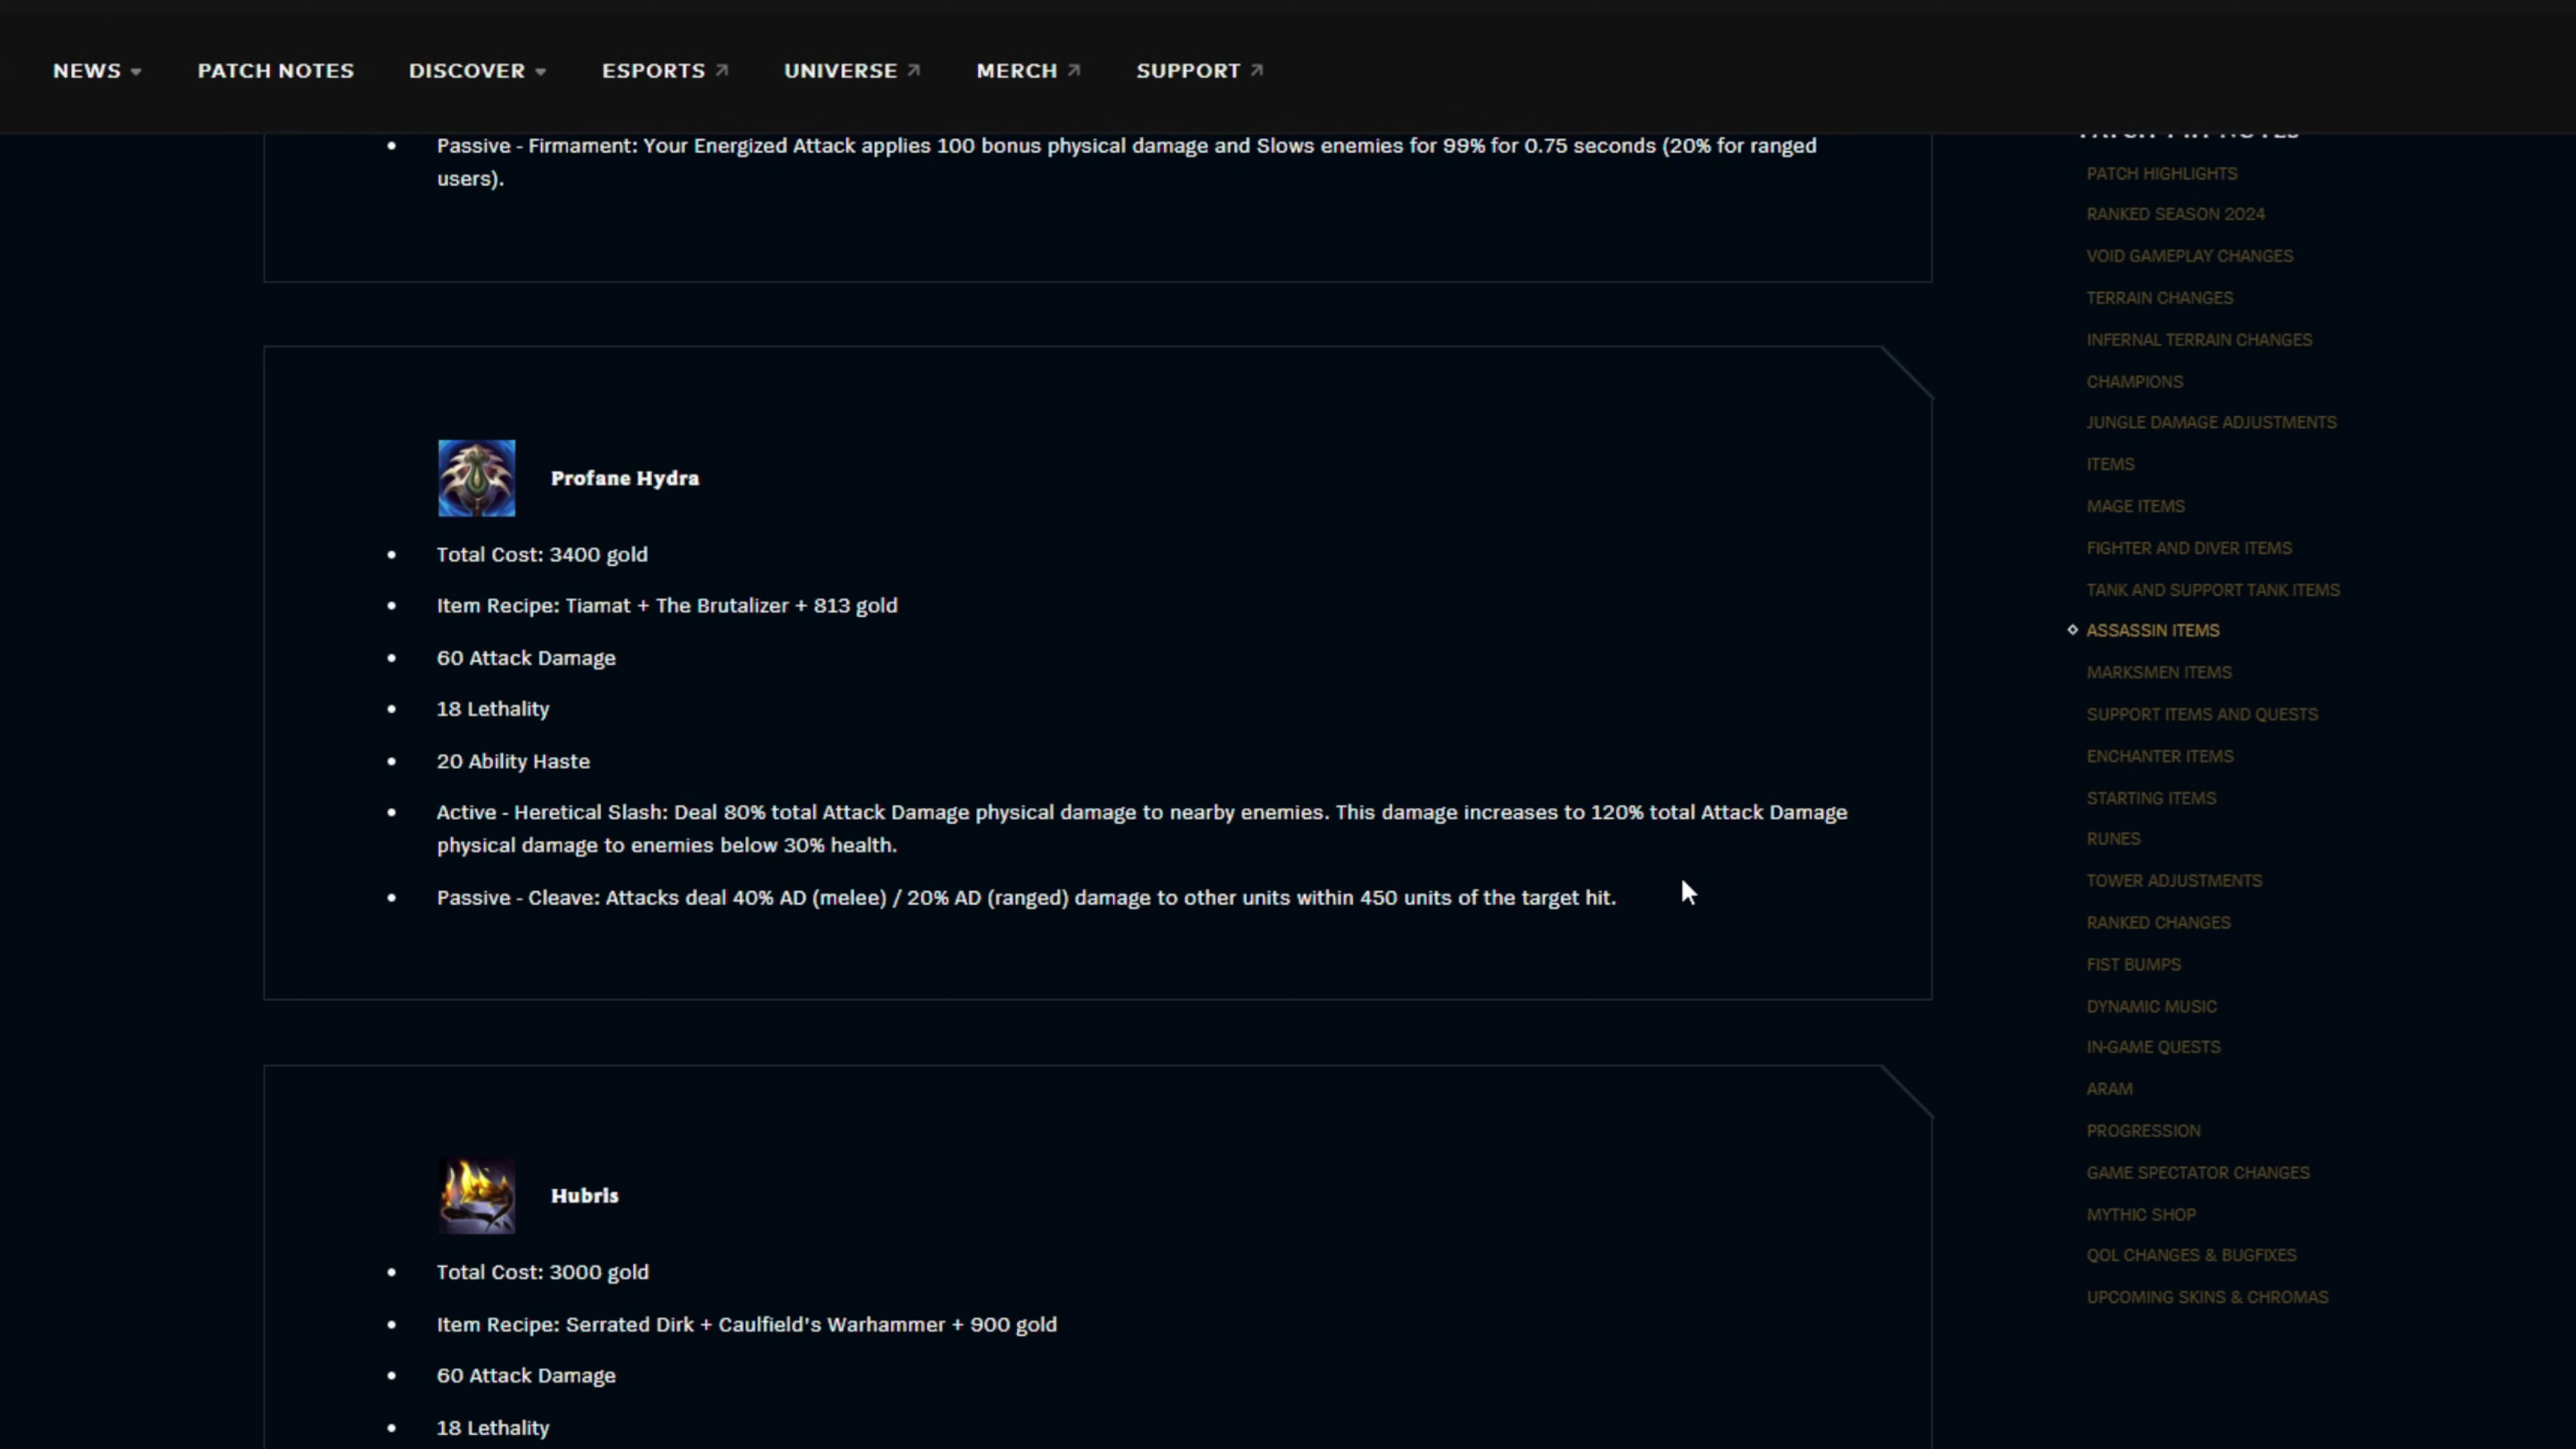 NEWS PATCH NOTES DISCOVER ESPORTS UNIVERSE MERCH SUPPORT
Passive - Firmament: Your Energized Attack applies 100 bonus physical damage and Slows enemies for 99% for 0.75 seconds (20% for ranged
users).
Profane Hydra
Total Cost: 3400 gold
Item Recipe: Tiamat + The Brutalizer + 813 gold
60 Attack Damage
18 Lethality
20 Ability Haste
Active - Heretical Slash: Deal 80% total Attack Damage physical damage to nearby enemies. This damage increases to 120% total Attack Damage
physical damage to enemies below 30% health.
Passive - Cleave: Attacks deal 40% AD (melee) / 20% AD (ranged) damage to other units within 450 units of the target hit.
Hubris
Total Cost: 3000 gold
Item Recipe: Serrated Dirk + Caulfield's Warhammer + 900 gold
60 Attack Damage
18 Lethality
PATCH HIGHLIGHTS
RANKED SEASON 2024
VOID GAMEPLAY CHANGES
TERRAIN CHANGES
INFERNAL TERRAIN CHANGES
CHAMPIONS
JUNGLE DAMAGE ADJUSTMENTS
ITEMS
MAGE ITEMS
FIGHTER AND DIVER ITEMS
TANK AND SUPPORT TANK ITEMS
ASSASSIN ITEMS
MARKSMEN ITEMS
SUPPORT ITEMS AND QUESTS
ENCHANTER ITEMS
STARTING ITEMS
RUNES
TOWER ADJUSTMENTS
RANKED CHANGES
FIST BUMPS
DYNAMIC MUSIC
IN-GAME QUESTS
ARAM
PROGRESSION
GAME SPECTATOR CHANGES
MYTHIC SHOP
QOL CHANGES & BUGFIXES
UPCOMING SKINS & CHROMAS